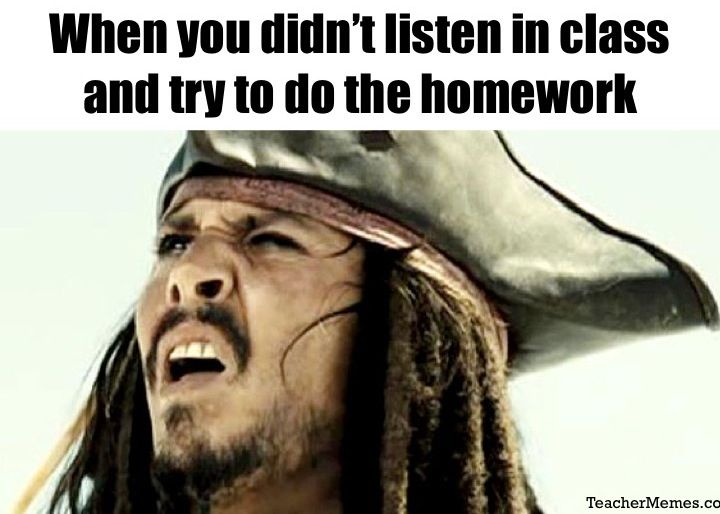 When you didn’t listen in class
and try to do the homework
TeacherMemes.co